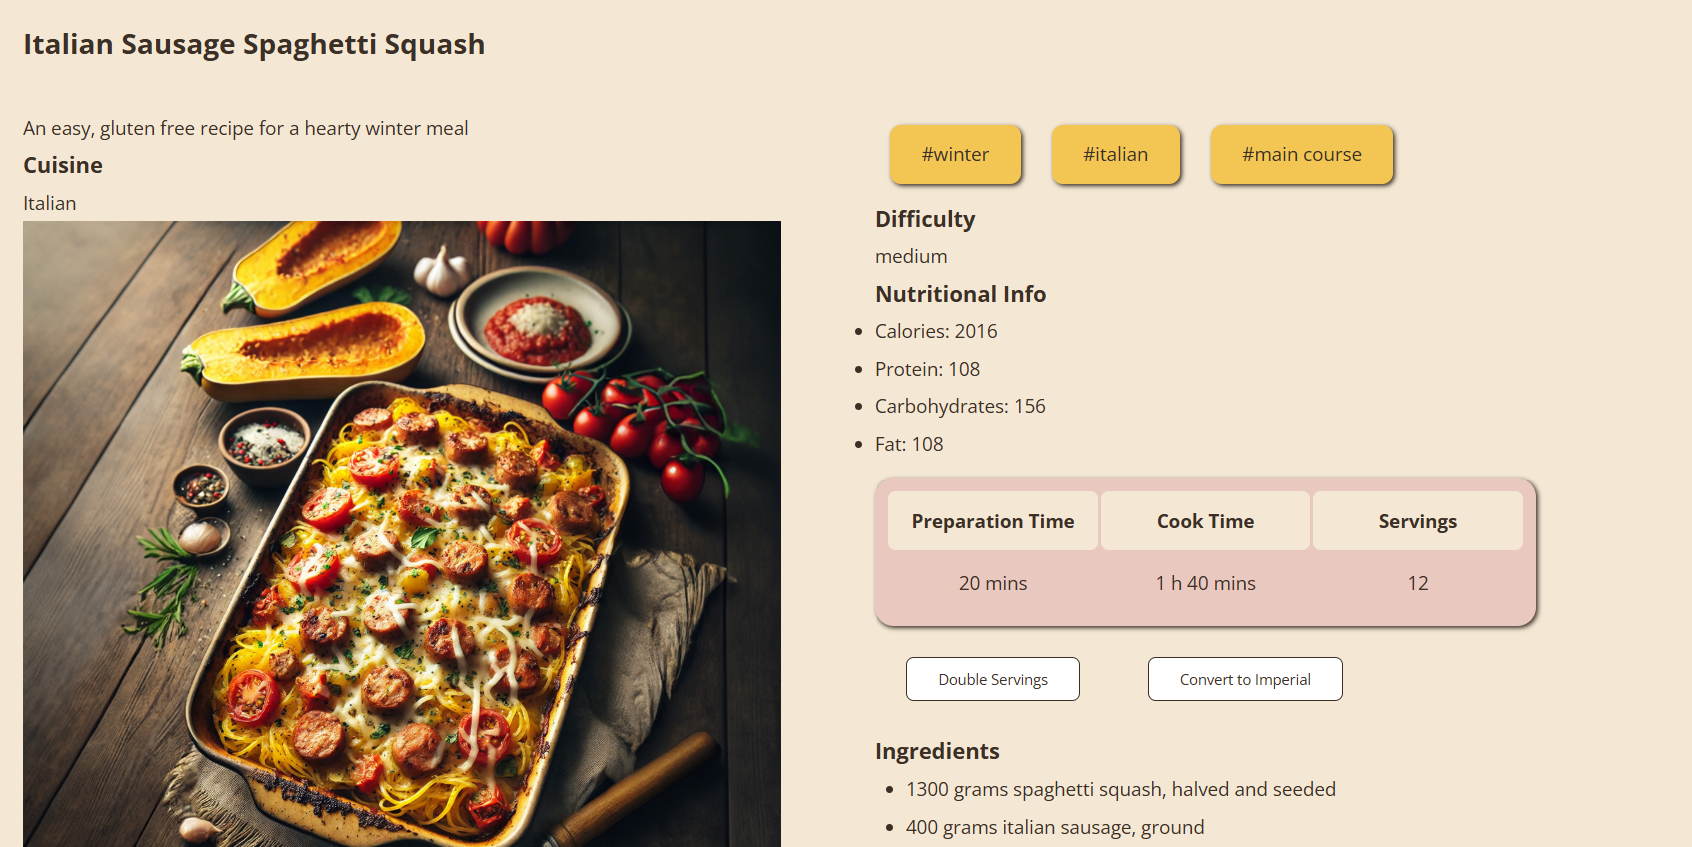 Italian Sausage Spaghetti Squash
An easy, gluten free recipe for a hearty winter meal
Cuisine
Italian
#winter
#italian
#main course
Difficulty
medium
Nutritional Info
Calories: 2016
Protein: 108
Carbohydrates: 156
Fat: 108
Preparation Time
Cook Time
Servings
20 mins
1 h 40 mins
12
Double Servings
Convert to Imperial
Ingredients
1300 grams spaghetti squash, halved and seeded
400 grams italian sausage, ground